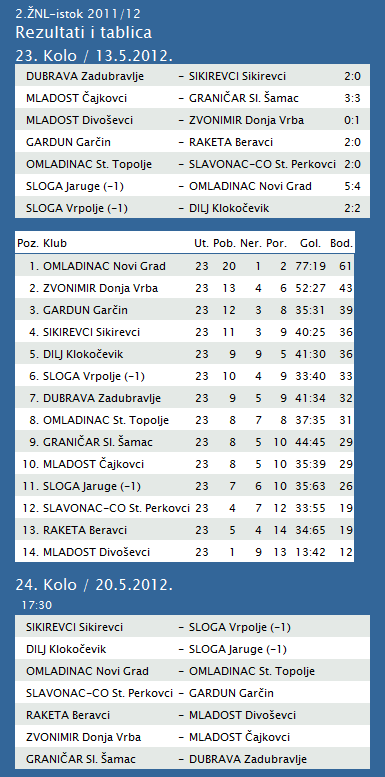 2.ŽNL-istok 2011/12
Rezultati i tablica
23. Kolo / 13.5.2012.
DUBRAVA Zadubravlje - SIKIREVCI Sikirevci 2:0
MLADOST Čajkovci - GRANIČAR Sl. Šamac 3:3
MLADOST Divoševci - ZVONIMIR Donja Vrba 0:1
GARDUN Garčin - RAKETA Beravci 2:0
OMLADINAC St. Topolje - SLAVONAC-CO St. Perkovci 2:0
SLOGA Jaruge (-1) - OMLADINAC Novi Grad 5:4
SLOGA Vrpolje (-1) - DILJ Klokočevik 2:2
Poz. Klub Ut. Pob. Ner. Por. Gol. Bod.
1. OMLADINAC Novi Grad 23 20 1 2 77:19 61
2. ZVONIMIR Donja Vrba 23 13 4 6 52:27 43
3. GARDUN Garčin 23 12 3 8 35:31 39
4. SIKIREVCI Sikirevci 23 11 3 9 40:25 36
5. DILJ Klokočevik 23 9 9 5 41:30 36
6. SLOGA Vrpolje (-1) 23 10 4 9 33:40 33
7. DUBRAVA Zadubravlje 23 9 5 9 41:34 32
8. OMLADINAC St. Topolje 23 8 7 8 37:35 31
9. GRANIČAR Sl. Šamac 23 8 5 10 44:45 29
10. MLADOST Čajkovci 23 8 5 10 35:39 29
11. SLOGA Jaruge (-1) 23 7 6 10 35:63 26
12. SLAVONAC-CO St. Perkovci 23 4 7 12 33:55 19
13. RAKETA Beravci 23 5 4 14 34:65 19
14. MLADOST Divoševci 23 1 9 13 13:42 12
24. Kolo / 20.5.2012.
17:30
SIKIREVCI Sikirevci - SLOGA Vrpolje (-1)
DILJ Klokočevik - SLOGA Jaruge (-1)
OMLADINAC Novi Grad - OMLADINAC St. Topolje
SLAVONAC-CO St. Perkovci - GARDUN Garčin
RAKETA Beravci - MLADOST Divoševci
ZVONIMIR Donja Vrba - MLADOST Čajkovci
GRANIČAR Sl. Šamac - DUBRAVA Zadubravlje